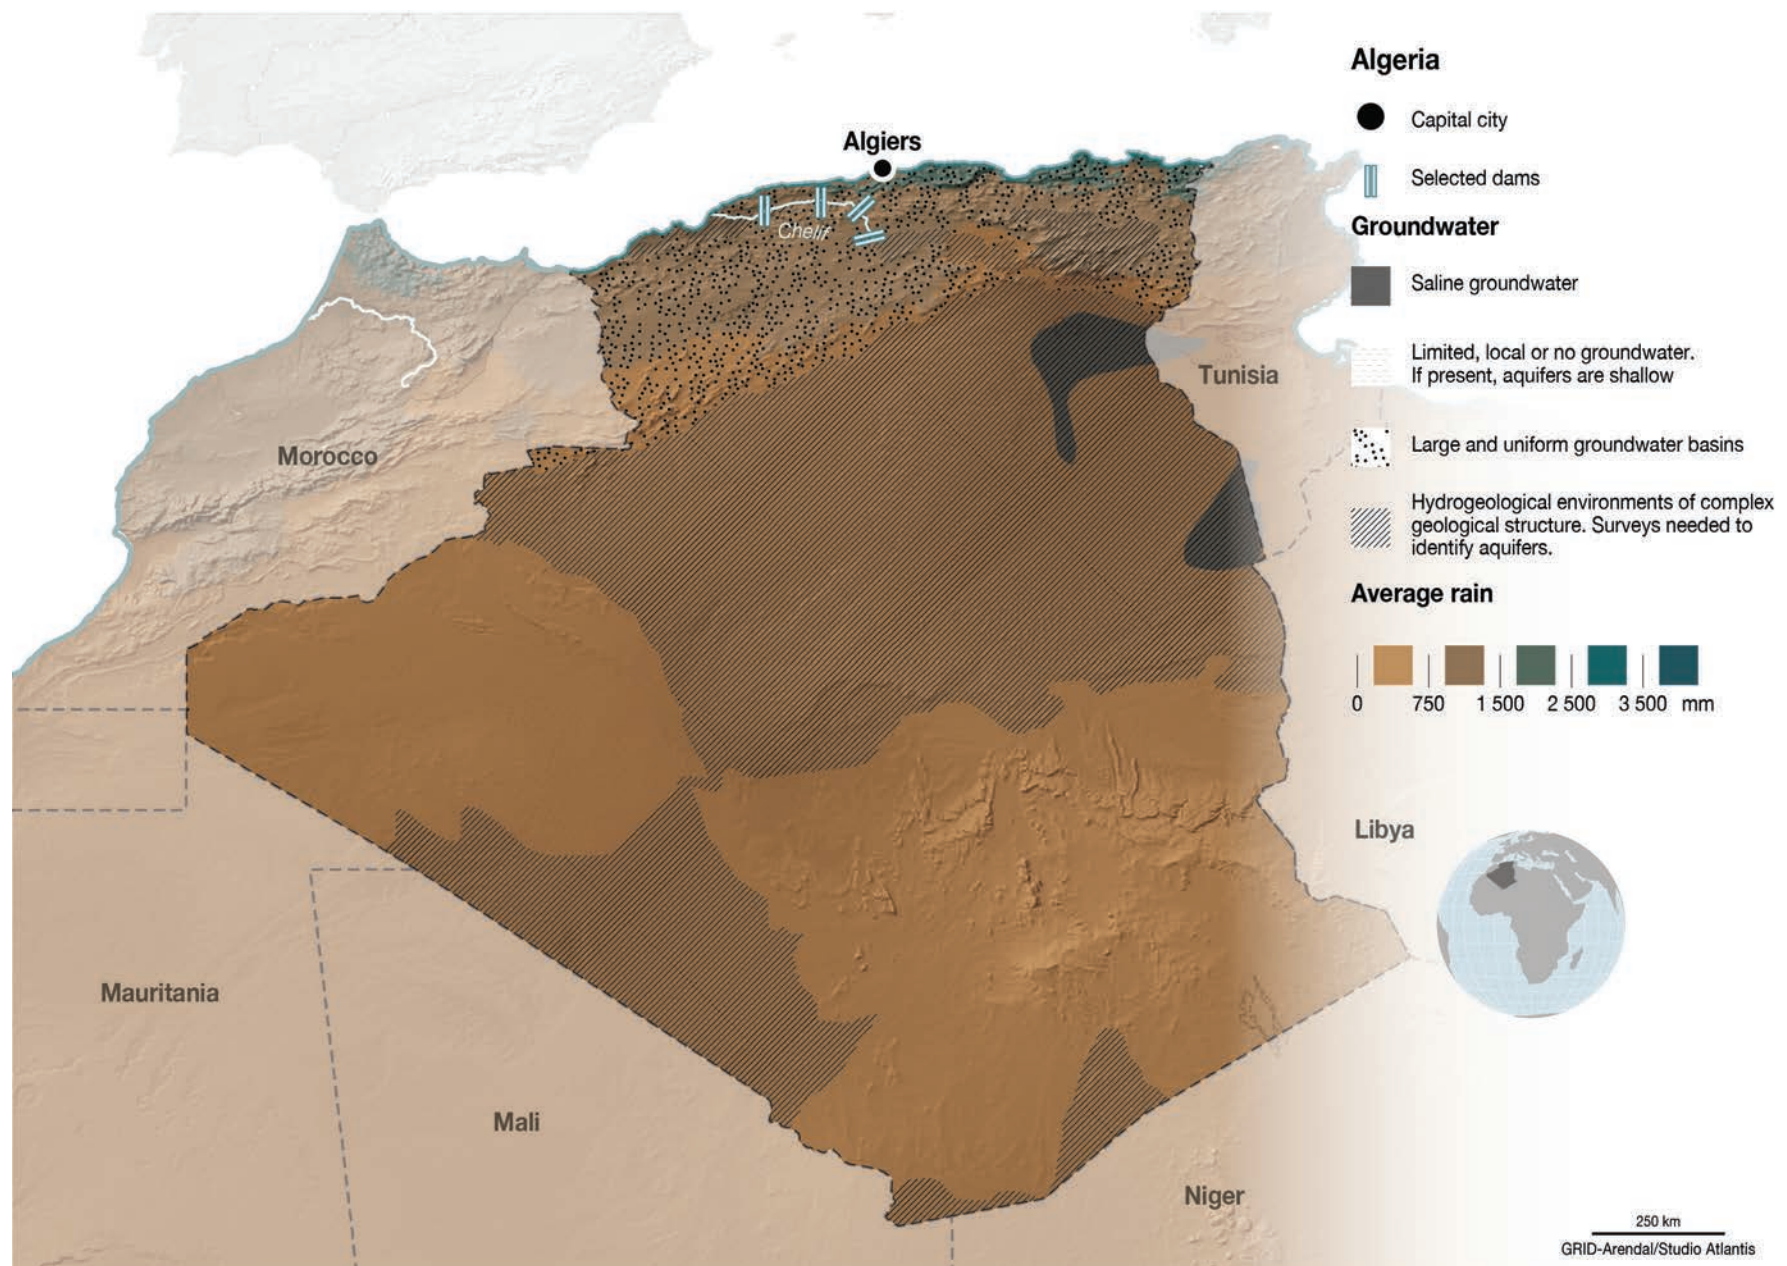 Algeria
Capital city
Selected dams
Groundwater
Saline groundwater
Limited, local or no groundwater.
If present, aquifers are shallow
Large and uniform groundwater basins
Hydrogeological environments of complex
geological structure. Surveys needed to
identify aquifers.
Average rain
0 750 1 500 2 500 3 500 mm
Algiers
Chelif
Tunisia
Morocco
Libya
Mauritania
Mali
Niger
250 km
GRID-Arendal/Studio Atlantis